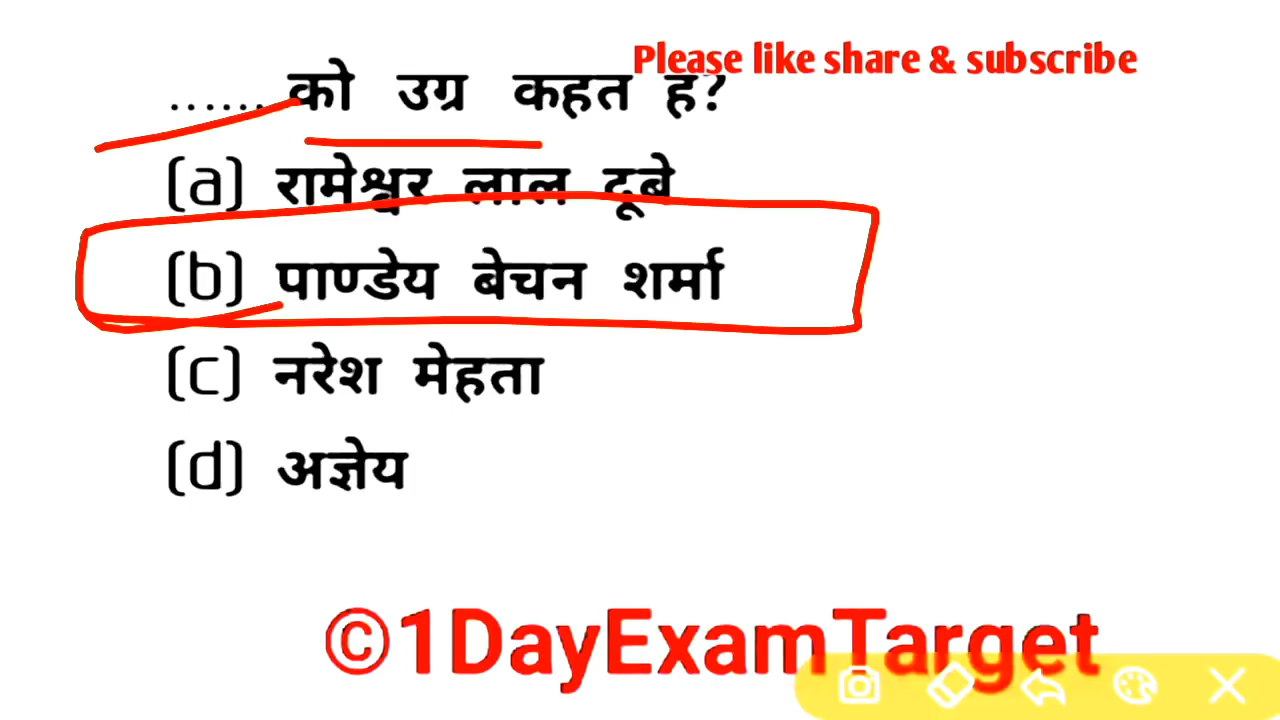 Please like share & subscribe
...... को उग्र कहत ह?
(a) रामेश्वर लाल दूबे
(b) पाण्डेय बेचन शर्मा
(c) नरेश मेहता
(d) अज्ञेय
©1DayExamTarget